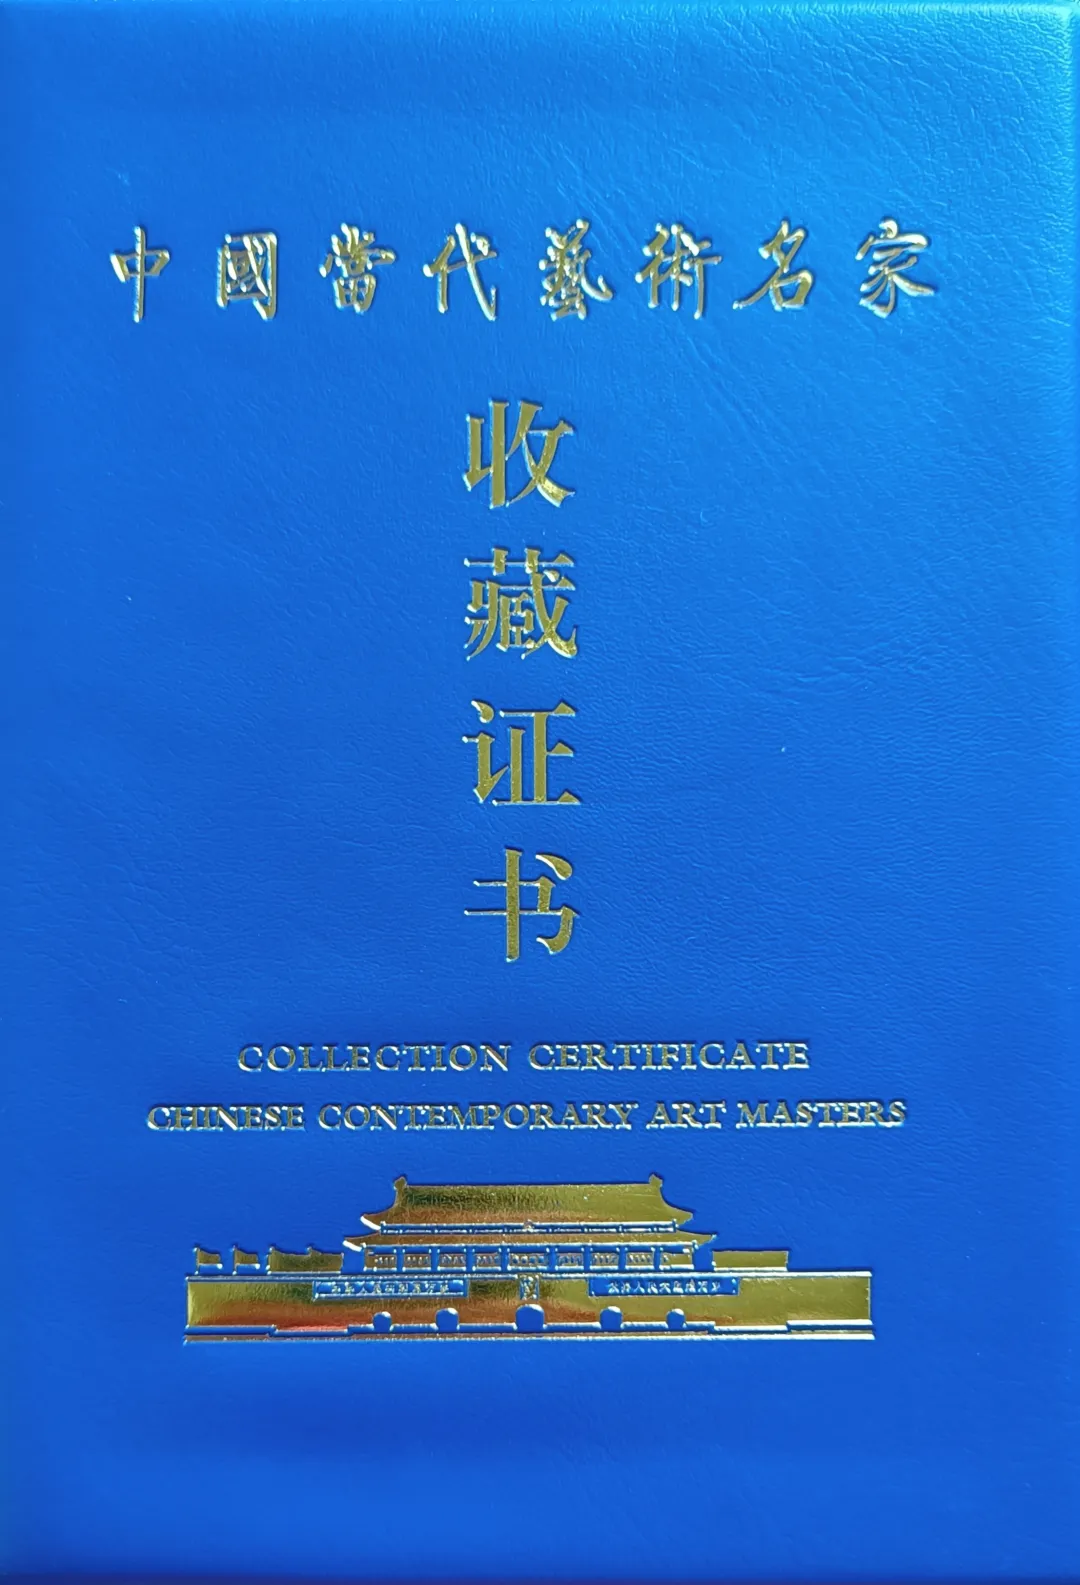 中國當代藝術名家
收
藏
证
书
COLLECTION CERTIFICATE
CHINESE CONTEMPORARY ART MASTERS